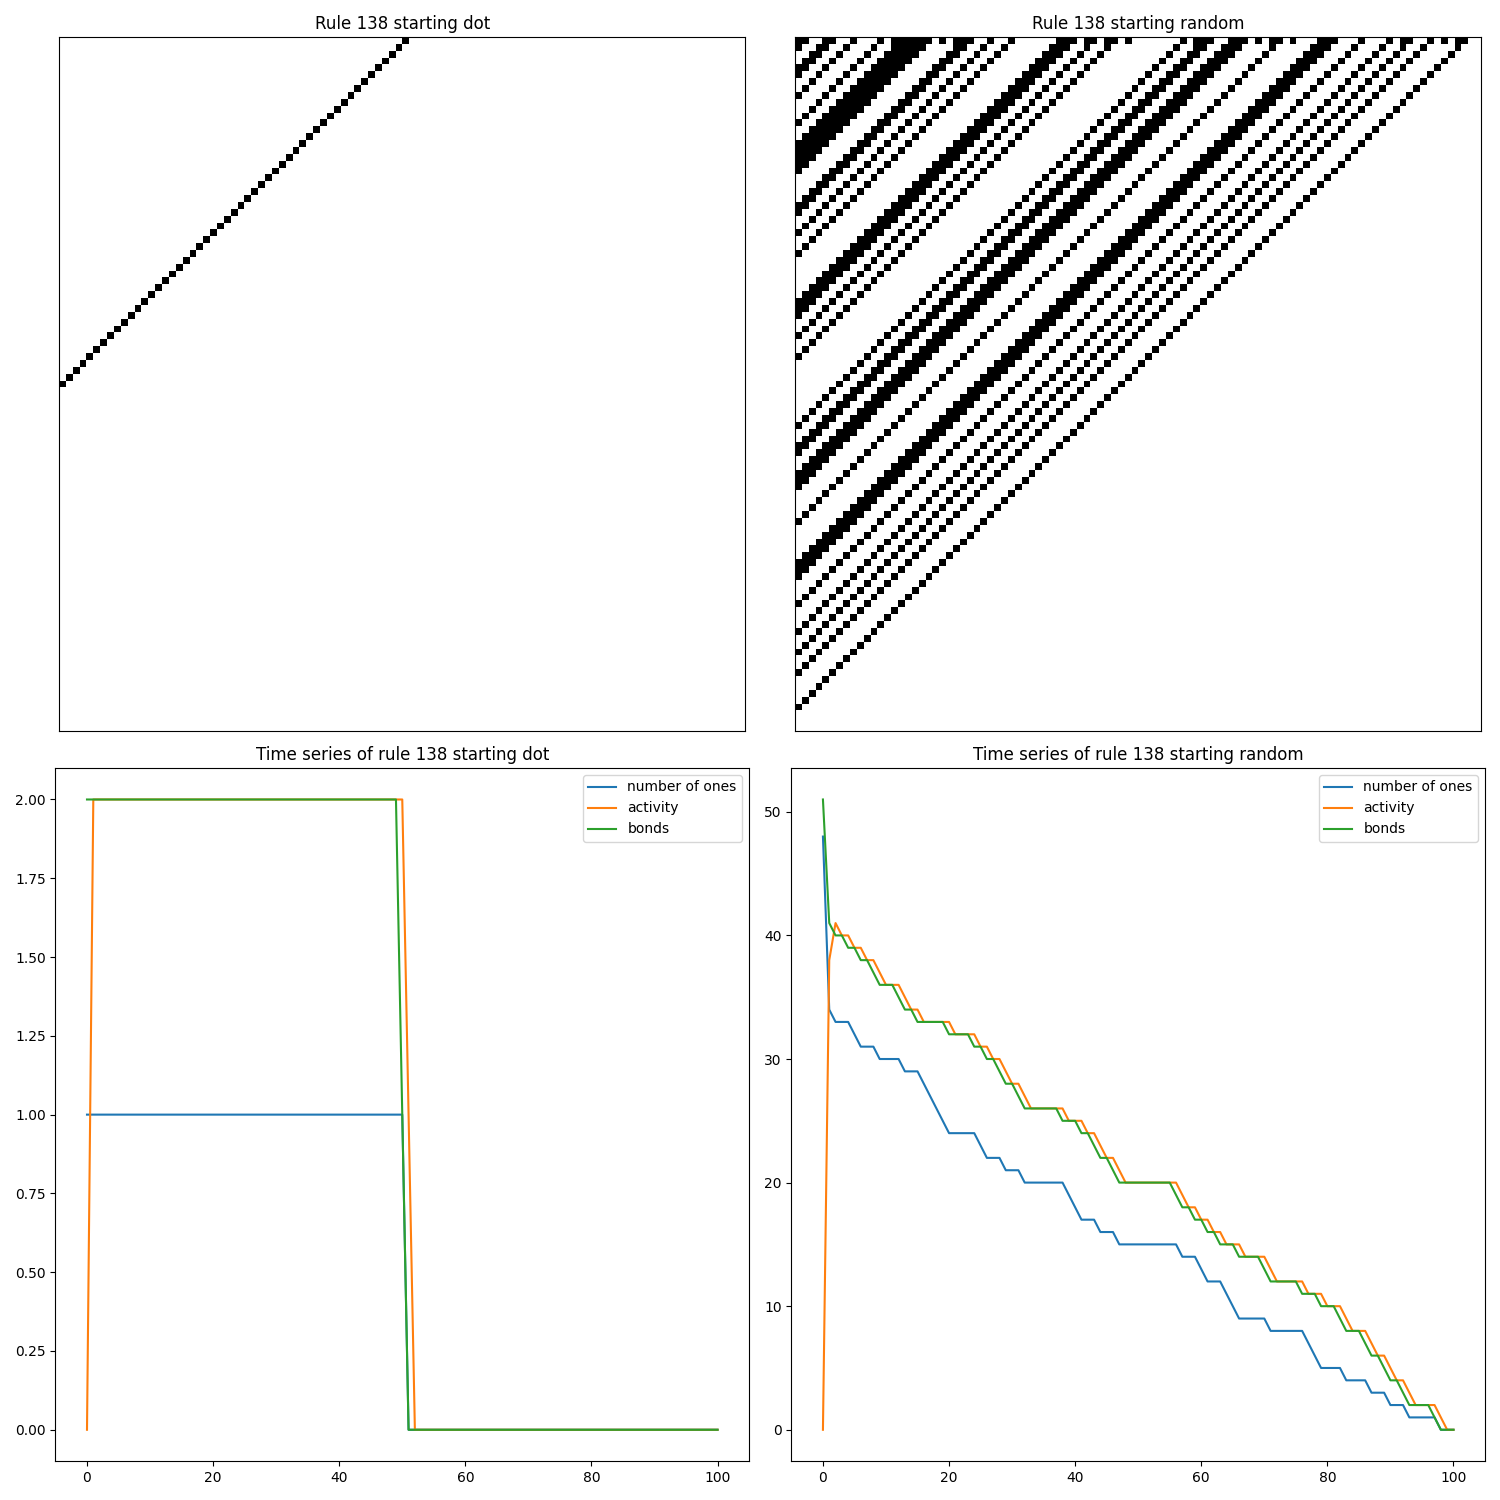 Rule 138 starting dot
Rule 138 starting random
Time series of rule 138 starting dot
2.00
1.75
1.50
1.25
1.00
0.75
0.50
0.25
0.00
0
20
40
60
80
100
number of ones
activity
bonds
Time series of rule 138 starting random
50
40
30
20
10
0
0
20
40
60
80
100
number of ones
activity
bonds